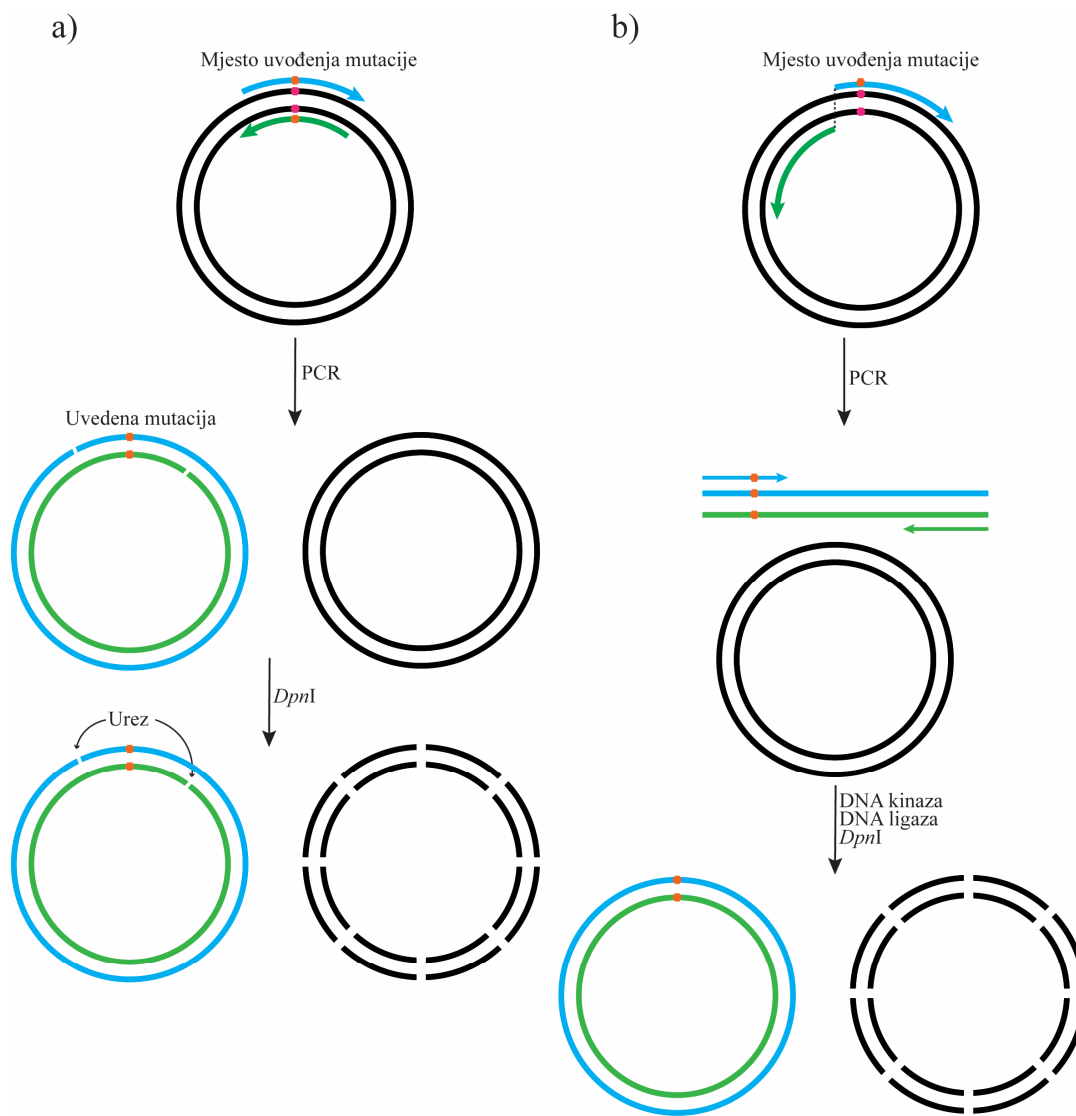 a)
Mjesto uvođenja mutacije
PCR
Uvedena mutacija
DpnI
Urez
b)
Mjesto uvođenja mutacije
PCR
DNA kinaza
DNA ligaza
DpnI